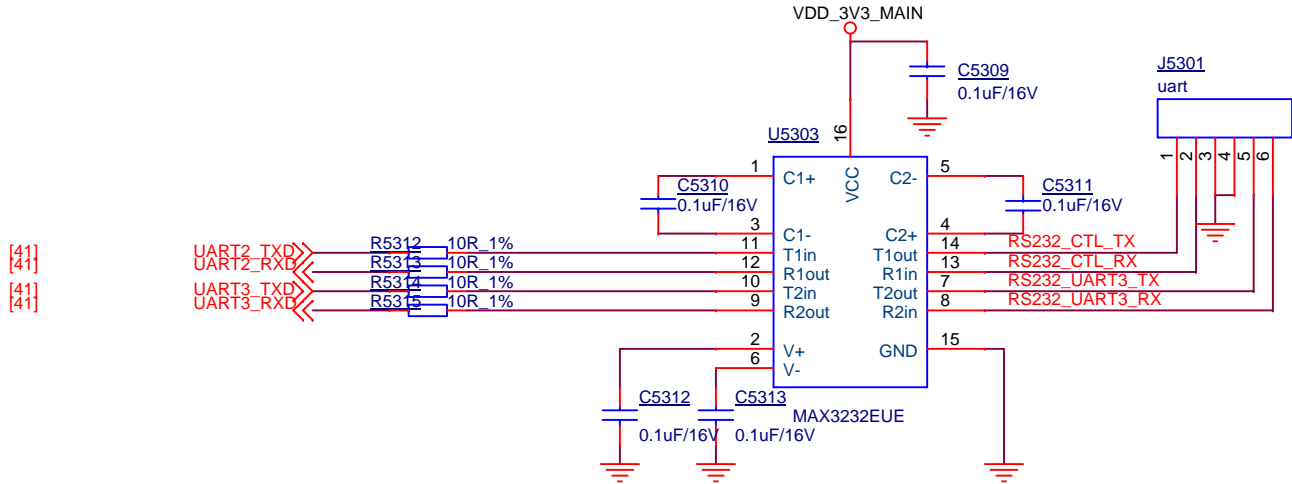 VDD_3V3_MAIN
C5309
0.1uF/16V
J5301
uart
1 2 3 4 5 6
U5303
16
VCC
1 C1+ C2- 5
C5310
0.1uF/16V
C5311
0.1uF/16V
3 C1- C2+ 4
[41] UART2_TXD R5312 10R_1% 11 T1in T1out 14 RS232_CTL_TX
[41] UART2_RXD R5313 10R_1% 12 R1out R1in 13 RS232_CTL_RX
[41] UART3_TXD R5314 10R_1% 10 T2in T2out 7 RS232_UART3_TX
[41] UART3_RXD R5315 10R_1% 9 R2out R2in 8 RS232_UART3_RX
2 V+ GND 15
6 V-
C5312
0.1uF/16V
C5313
0.1uF/16V
MAX3232EUE